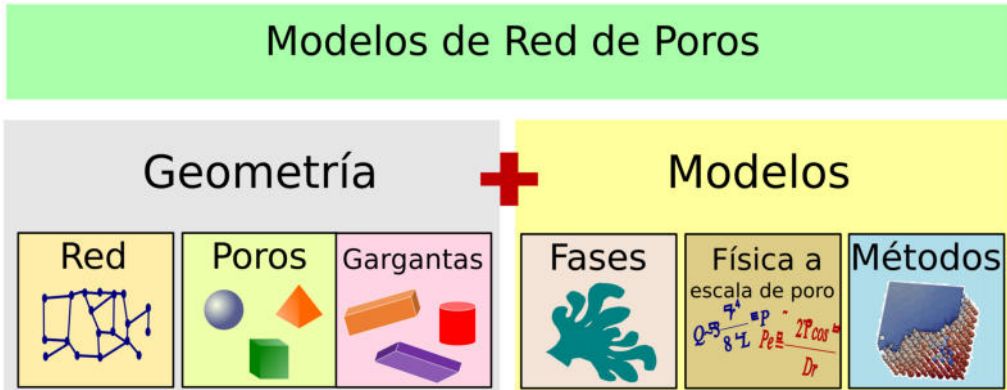 Modelos de Red de Poros
Geometría
Modelos
Red
Poros
Gargantas
Fases
Física a
escala de poro
Métodos